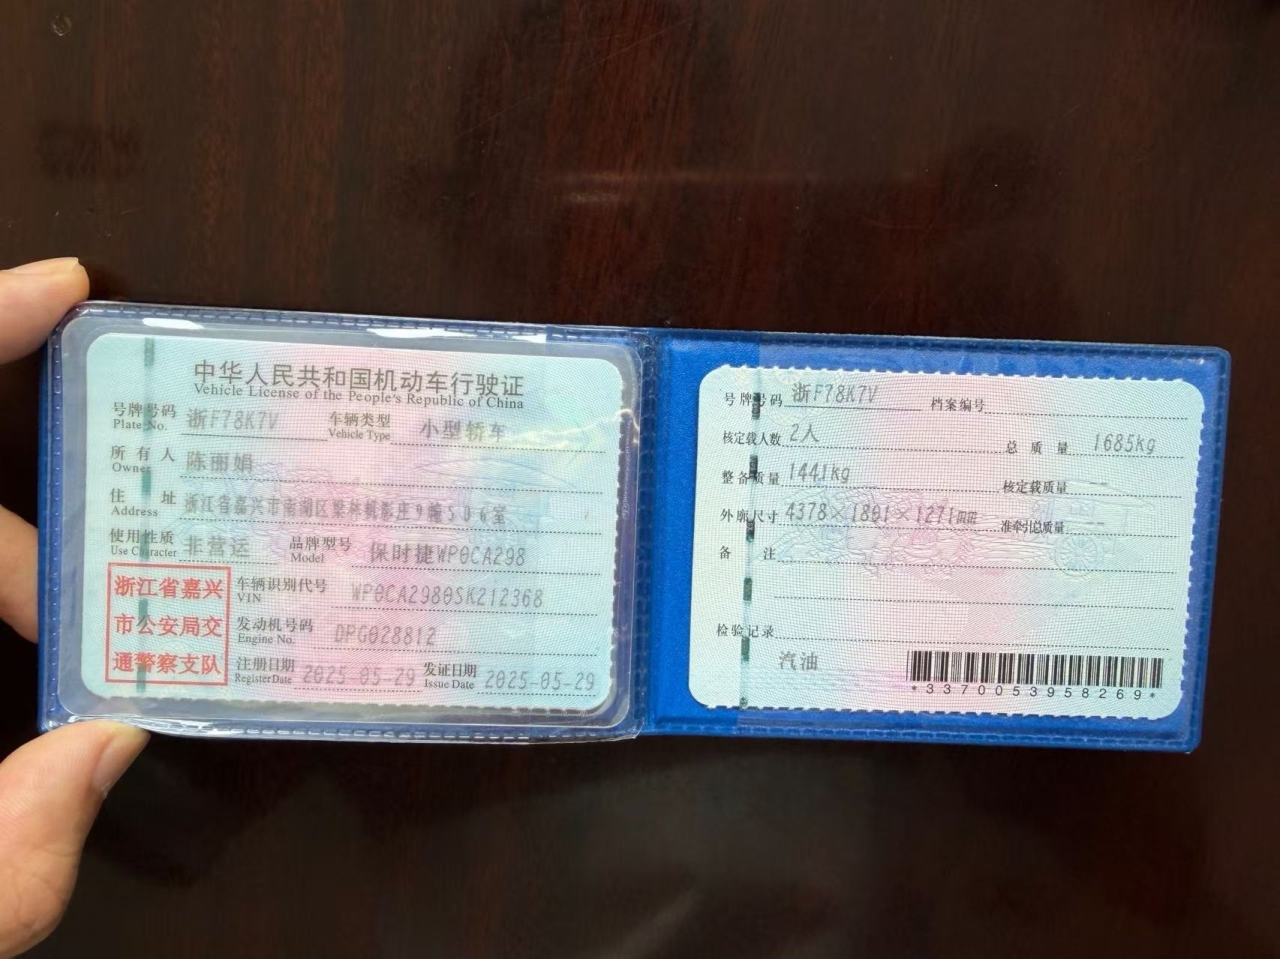 中华人民共和国机动车行驶证
Vehicle License of the People's Republic of China
号牌号码 浙F78K7V 车辆类型 小型轿车
Plate No. Vehicle Type
所有人 陈丽娟
Owner
住址 浙江省嘉兴市南湖区 9幢506室
Address
使用性质 非营运 品牌型号 保时捷WP0CA298
Use Character Model
浙江省嘉兴
市公安局交
通警察支队
车辆识别代号 WP0CA2980SK212368
VIN
发动机号码 DPG028812
Engine No.
注册日期 2025-05-29 发证日期 2025-05-29
Register Date Issue Date
号牌号码 浙F78K7V 档案编号
核定载人数 2人 总质量 1685kg
整备质量 1441kg 核定载质量 --
外廓尺寸 4378×1801×1271mm 准牵引总质量 --
备注
检验记录
汽油
*3370053958269*